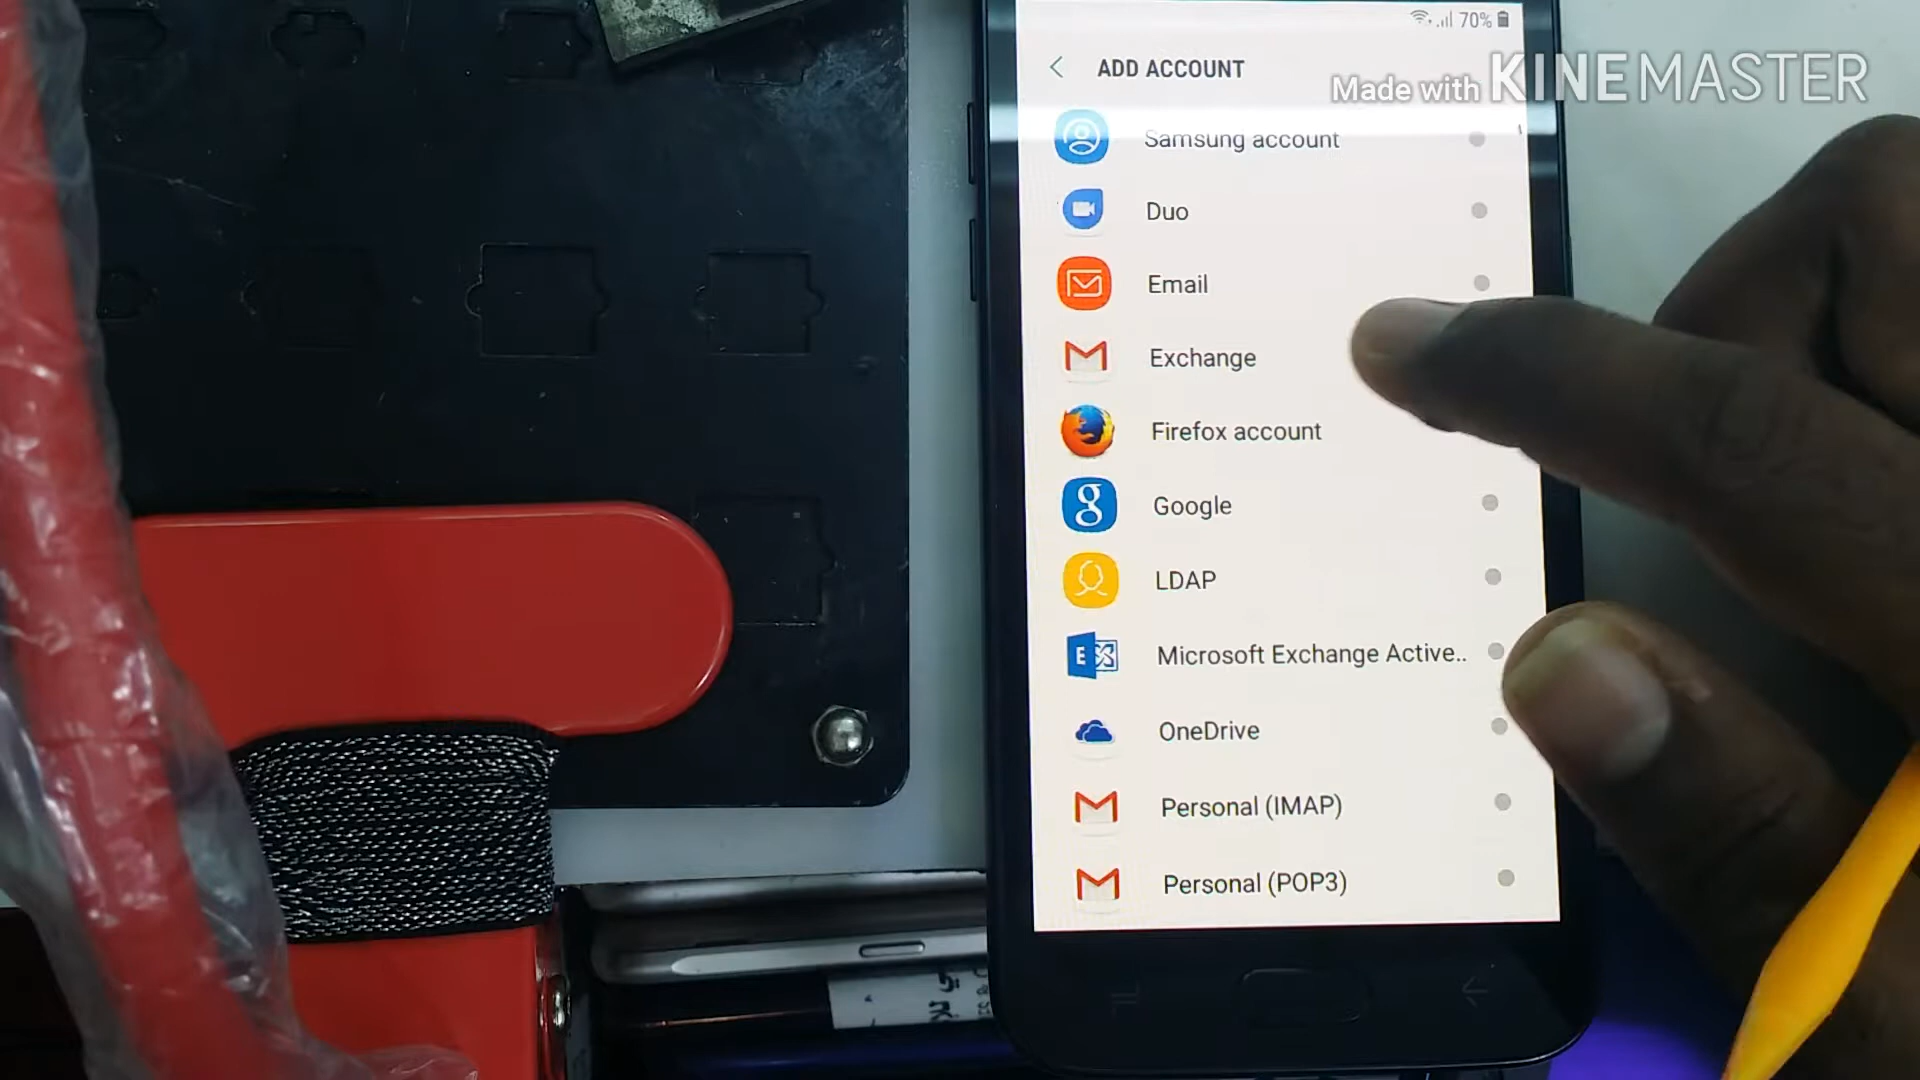 70%
ADD ACCOUNT
Made with KINEMASTER
Samsung account
Duo
Email
Exchange
Firefox account
Google
LDAP
Microsoft Exchange Active..
OneDrive
Personal (IMAP)
Personal (POP3)